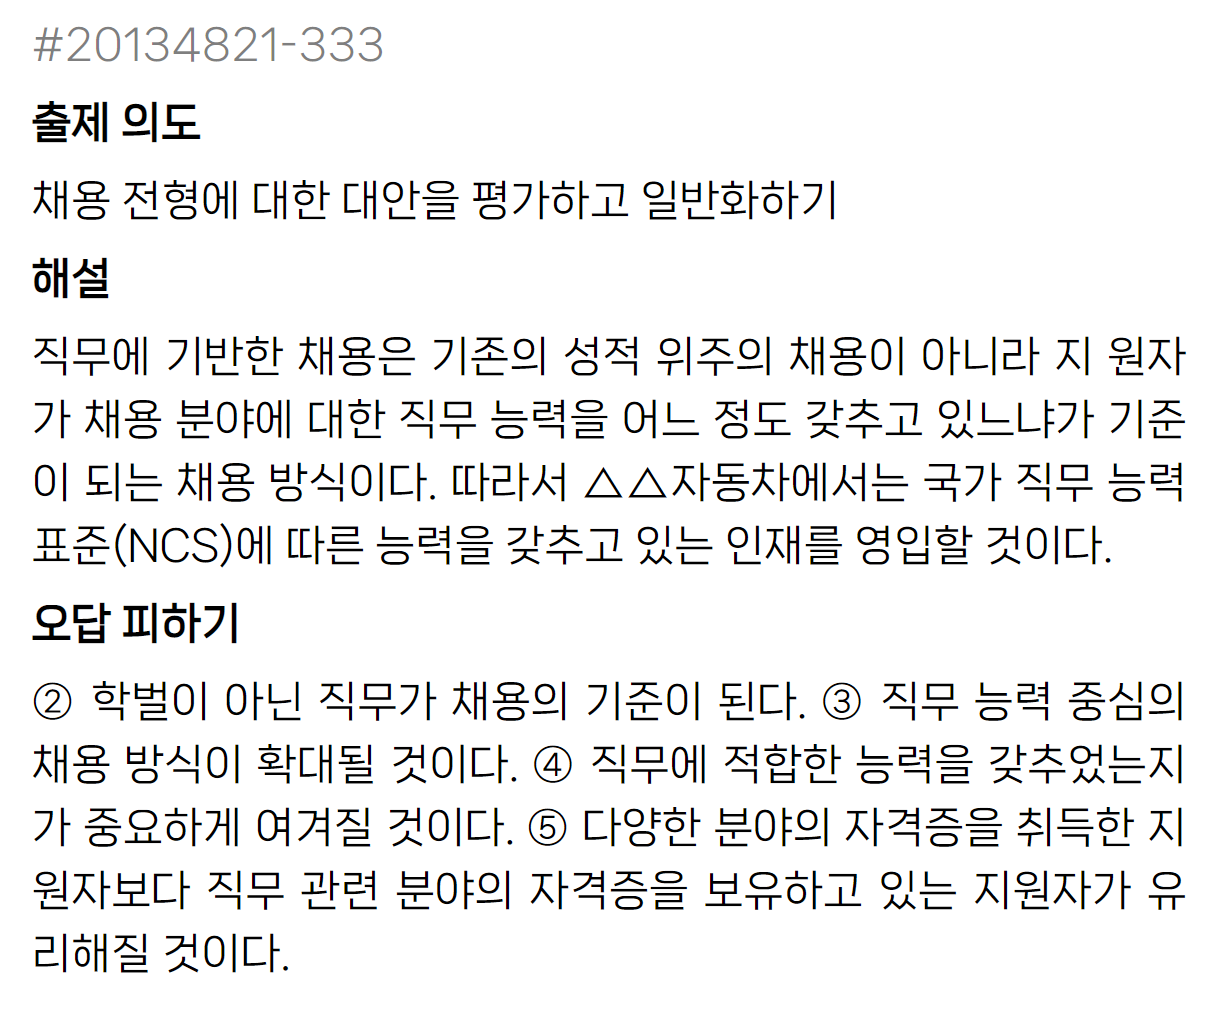 #20134821-333
출제 의도
채용 전형에 대한 대안을 평가하고 일반화하기
해설
직무에 기반한 채용은 기존의 성적 위주의 채용이 아니라 지 원자
가 채용 분야에 대한 직무 능력을 어느 정도 갖추고 있느냐가 기준
이 되는 채용 방식이다. 따라서 △△자동차에서는 국가 직무 능력
표준(NCS)에 따른 능력을 갖추고 있는 인재를 영입할 것이다.
오답 피하기
② 학벌이 아닌 직무가 채용의 기준이 된다. ③ 직무 능력 중심의
채용 방식이 확대될 것이다. ④ 직무에 적합한 능력을 갖추었는지
가 중요하게 여겨질 것이다. ⑤ 다양한 분야의 자격증을 취득한 지
원자보다 직무 관련 분야의 자격증을 보유하고 있는 지원자가 유
리해질 것이다.